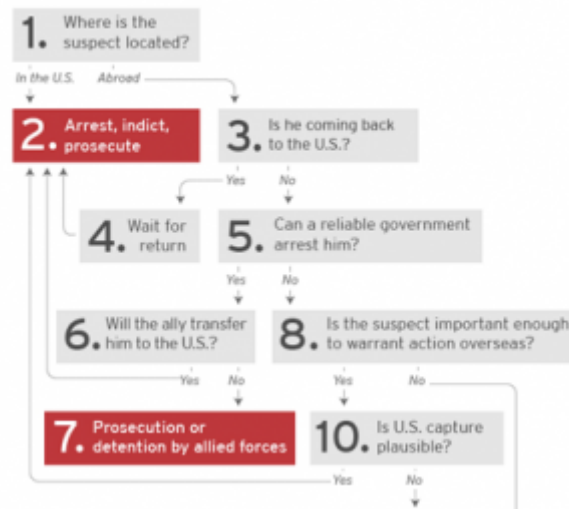 1. Where is the
suspect located?
In the U.S. Abroad
2. Arrest, indict,
prosecute
3. Is he coming back
to the U.S.?
Yes No
4. Wait for
return
5. Can a reliable government
arrest him?
Yes No
6. Will the ally transfer
him to the U.S.?
8. Is the suspect important enough
to warrant action overseas?
Yes No
Yes No
7. Prosecution or
detention by allied forces
10. Is U.S. capture
plausible?
Yes No